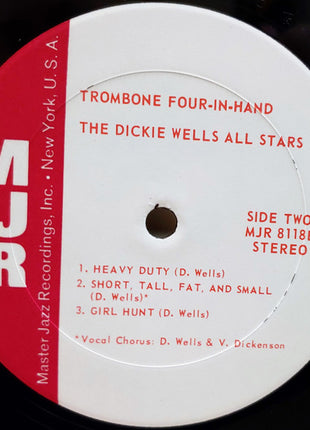 MJR
Master Jazz Recordings, Inc. • New York, U. S. A.
TROMBONE FOUR-IN-HAND
THE DICKIE WELLS ALL STARS
SIDE TWO
MJR 8118B
STEREO
1. HEAVY DUTY (D. Wells)
2. SHORT, TALL, FAT, AND SMALL
(D. Wells)*
3. GIRL HUNT (D. Wells)
*Vocal Chorus: D. Wells & V. Dickenson